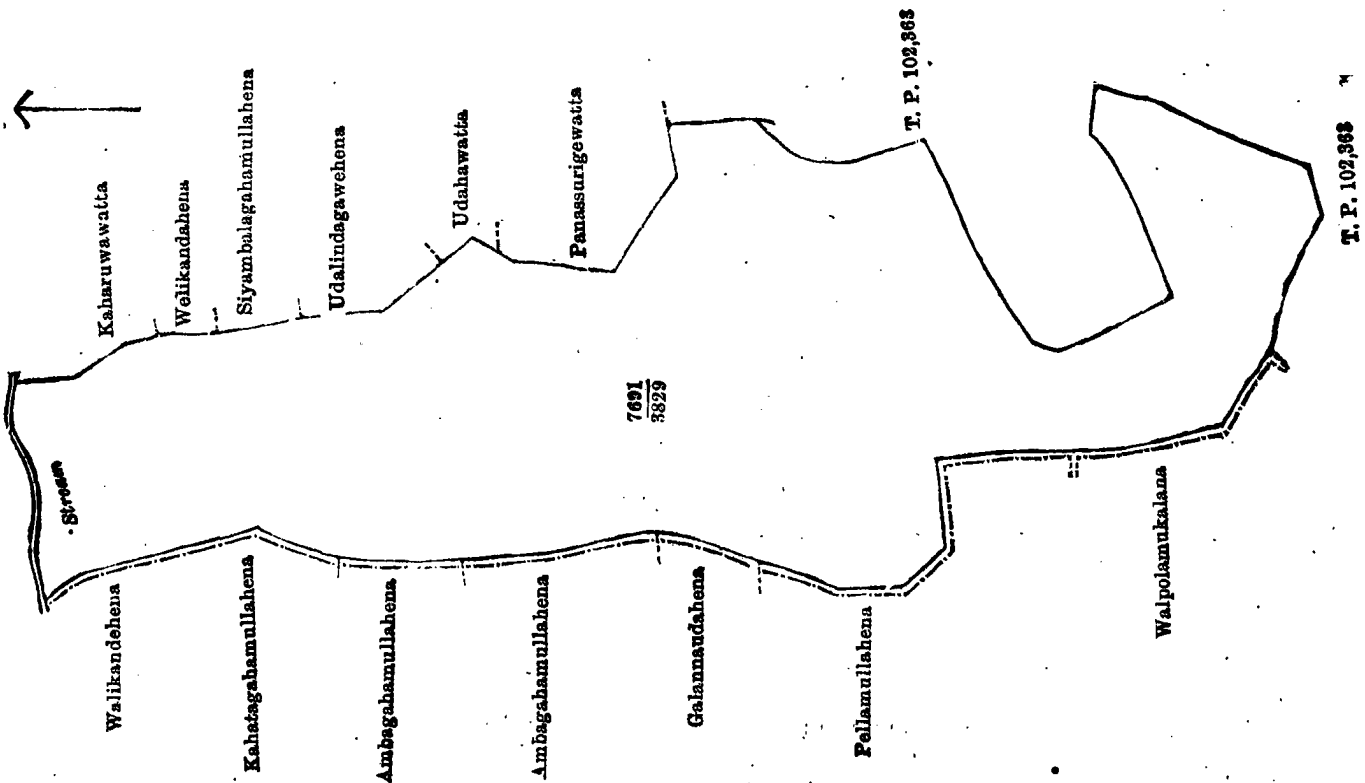 Stream
Kaharuwawatta
Welikandahena
Siyambalagahamullahena
Udalindagawehena
Udahawatta
Panassurigewatta
T. P. 102,363
T. P. 102,363
7691
3829
Walikandehena
Kahatagahamullahena
Ambagahamullahena
Ambagahamullahena
Galannaudahena
Pellamullahena
Walpolamukalana